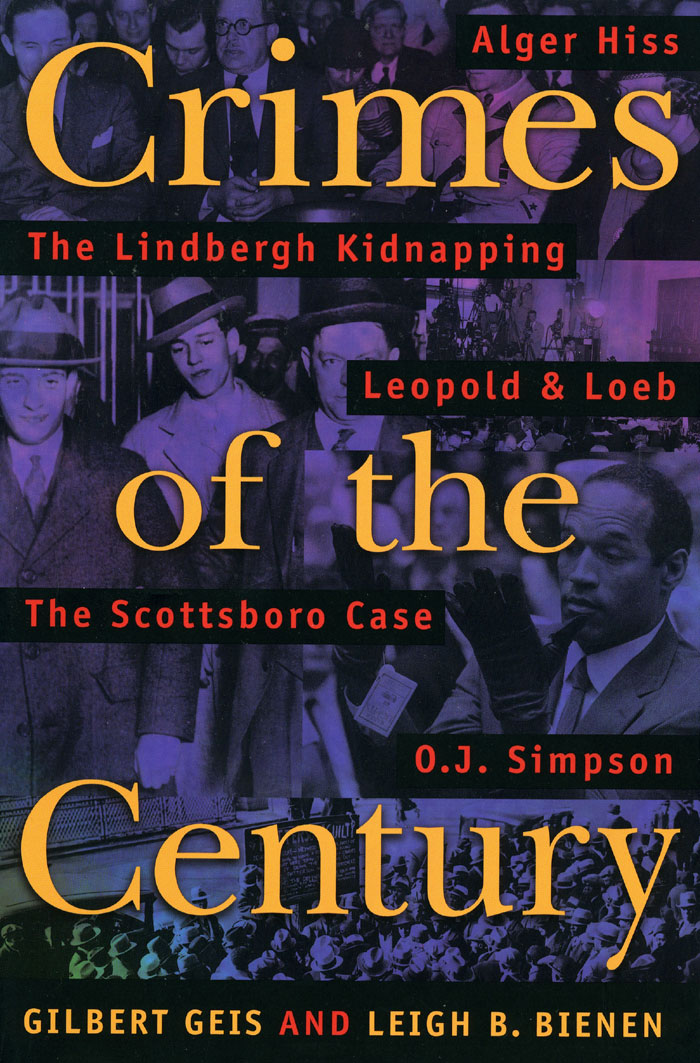 Alger Hiss
Crimes
The Lindbergh Kidnapping
Leopold & Loeb
of the
The Scottsboro Case
O.J. Simpson
Century
GILBERT GEIS AND LEIGH B. BIENEN